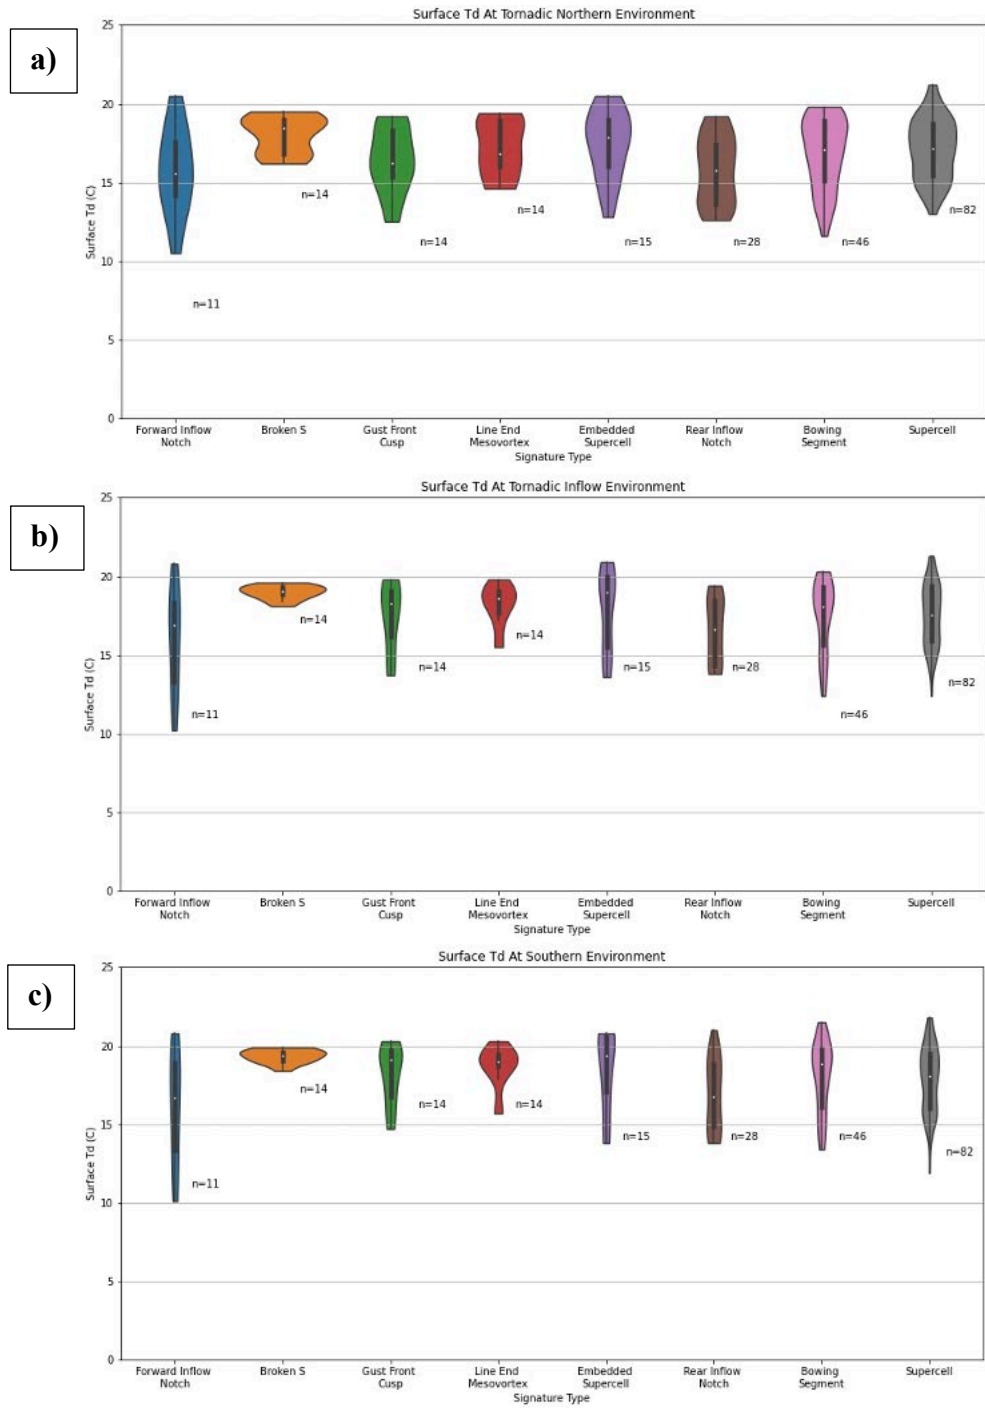 a)
Surface Td At Tornadic Northern Environment
Surface Td (C)
25
20
15
10
5
0
n=11
n=14
n=14
n=14
n=15
n=28
n=46
n=82
Forward Inflow
Notch
Broken S
Gust Front
Cusp
Line End
Mesovortex
Embedded
Supercell
Rear Inflow
Notch
Bowing
Segment
Supercell
Signature Type
b)
Surface Td At Tornadic Inflow Environment
Surface Td (C)
25
20
15
10
5
0
n=11
n=14
n=14
n=14
n=15
n=28
n=46
n=82
Forward Inflow
Notch
Broken S
Gust Front
Cusp
Line End
Mesovortex
Embedded
Supercell
Rear Inflow
Notch
Bowing
Segment
Supercell
Signature Type
c)
Surface Td At Southern Environment
Surface Td (C)
25
20
15
10
5
0
n=11
n=14
n=14
n=14
n=15
n=28
n=46
n=82
Forward Inflow
Notch
Broken S
Gust Front
Cusp
Line End
Mesovortex
Embedded
Supercell
Rear Inflow
Notch
Bowing
Segment
Supercell
Signature Type